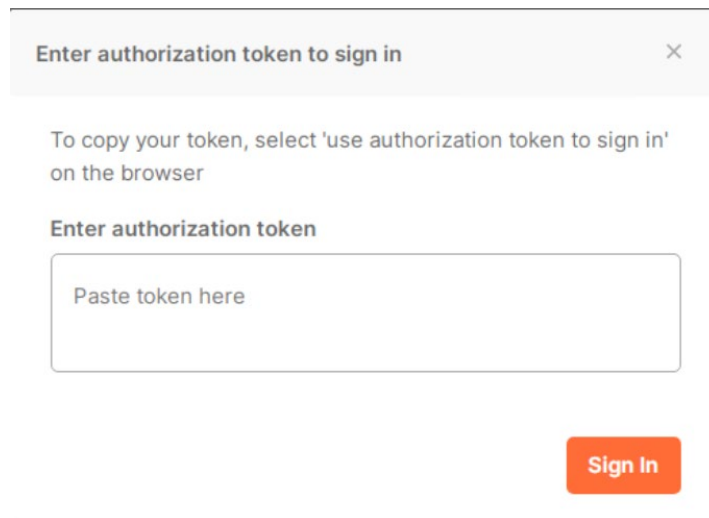 Enter authorization token to sign in
To copy your token, select 'use authorization token to sign in'
on the browser
Enter authorization token
Paste token here
Sign In